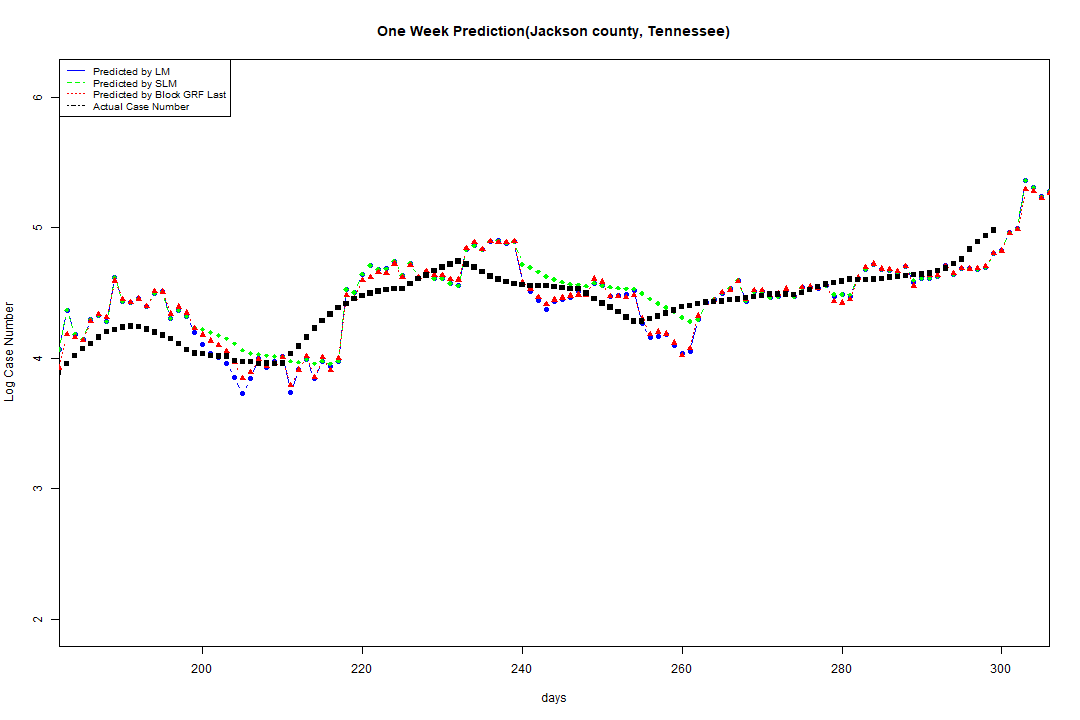 One Week Prediction(Jackson county, Tennessee)
Predicted by LM
Predicted by SLM
Predicted by Block GRF Last
Actual Case Number
6
5
4
3
2
Log Case Number
200 220 240 260 280 300
days